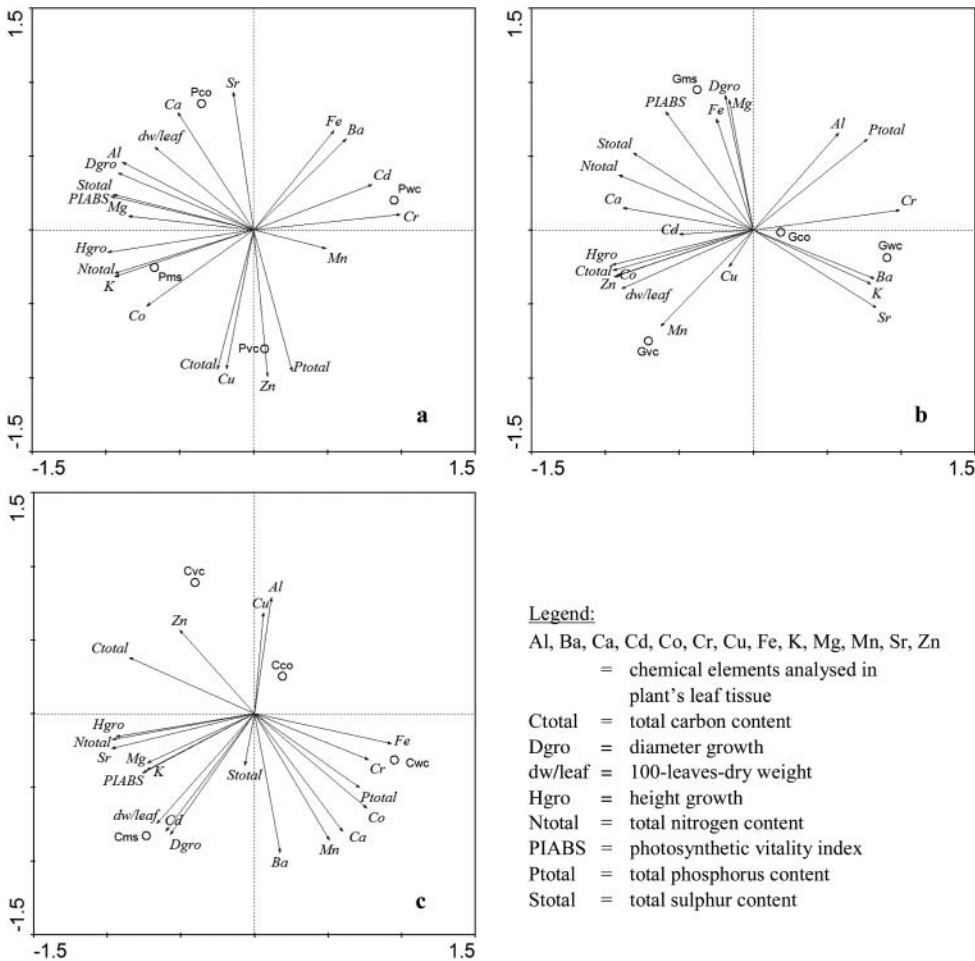 1.5
Sr
Pco
Ca
Fe
Ba
dw/leaf
Al
Dgro
Cd
Stotal
PIABS
Pwc
Mg
Cr
Hgro
Mn
Ntotal
Pms
K
Co
Ctotal
Pvc
Ptotal
Cu
Zn
a
-1.5
-1.5
1.5
1.5
Gms
Dgro
PIABS
Mg
Fe
Al
Ptotal
Stotal
Ntotal
Ca
Cr
Cd
Gco
Hgro
Gwc
Ctotal
Co
Cu
Ba
Zn
dw/leaf
K
Sr
Mn
Gvc
b
-1.5
-1.5
1.5
1.5
Cvc
Al
Cu
Zn
Ctotal
Cco
Hgro
Ntotal
Fe
Sr
Mg
Stotal
Cr
Cwc
PIABS
K
Ptotal
dw/leaf
Cd
Co
Cms
Dgro
Ca
Mn
Ba
c
-1.5
-1.5
1.5
Legend:
Al, Ba, Ca, Cd, Co, Cr, Cu, Fe, K, Mg, Mn, Sr, Zn
= chemical elements analysed in
plant's leaf tissue
Ctotal = total carbon content
Dgro = diameter growth
dw/leaf = 100-leaves-dry weight
Hgro = height growth
Ntotal = total nitrogen content
PIABS = photosynthetic vitality index
Ptotal = total phosphorus content
Stotal = total sulphur content